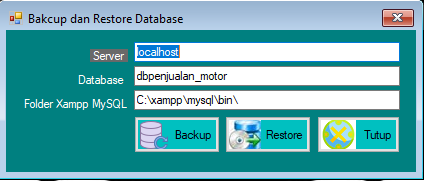 Bakcup dan Restore Database
Server localhost
Database dbpenjualan_motor
Folder Xampp MySQL C:\xampp\mysql\bin\
Backup Restore Tutup